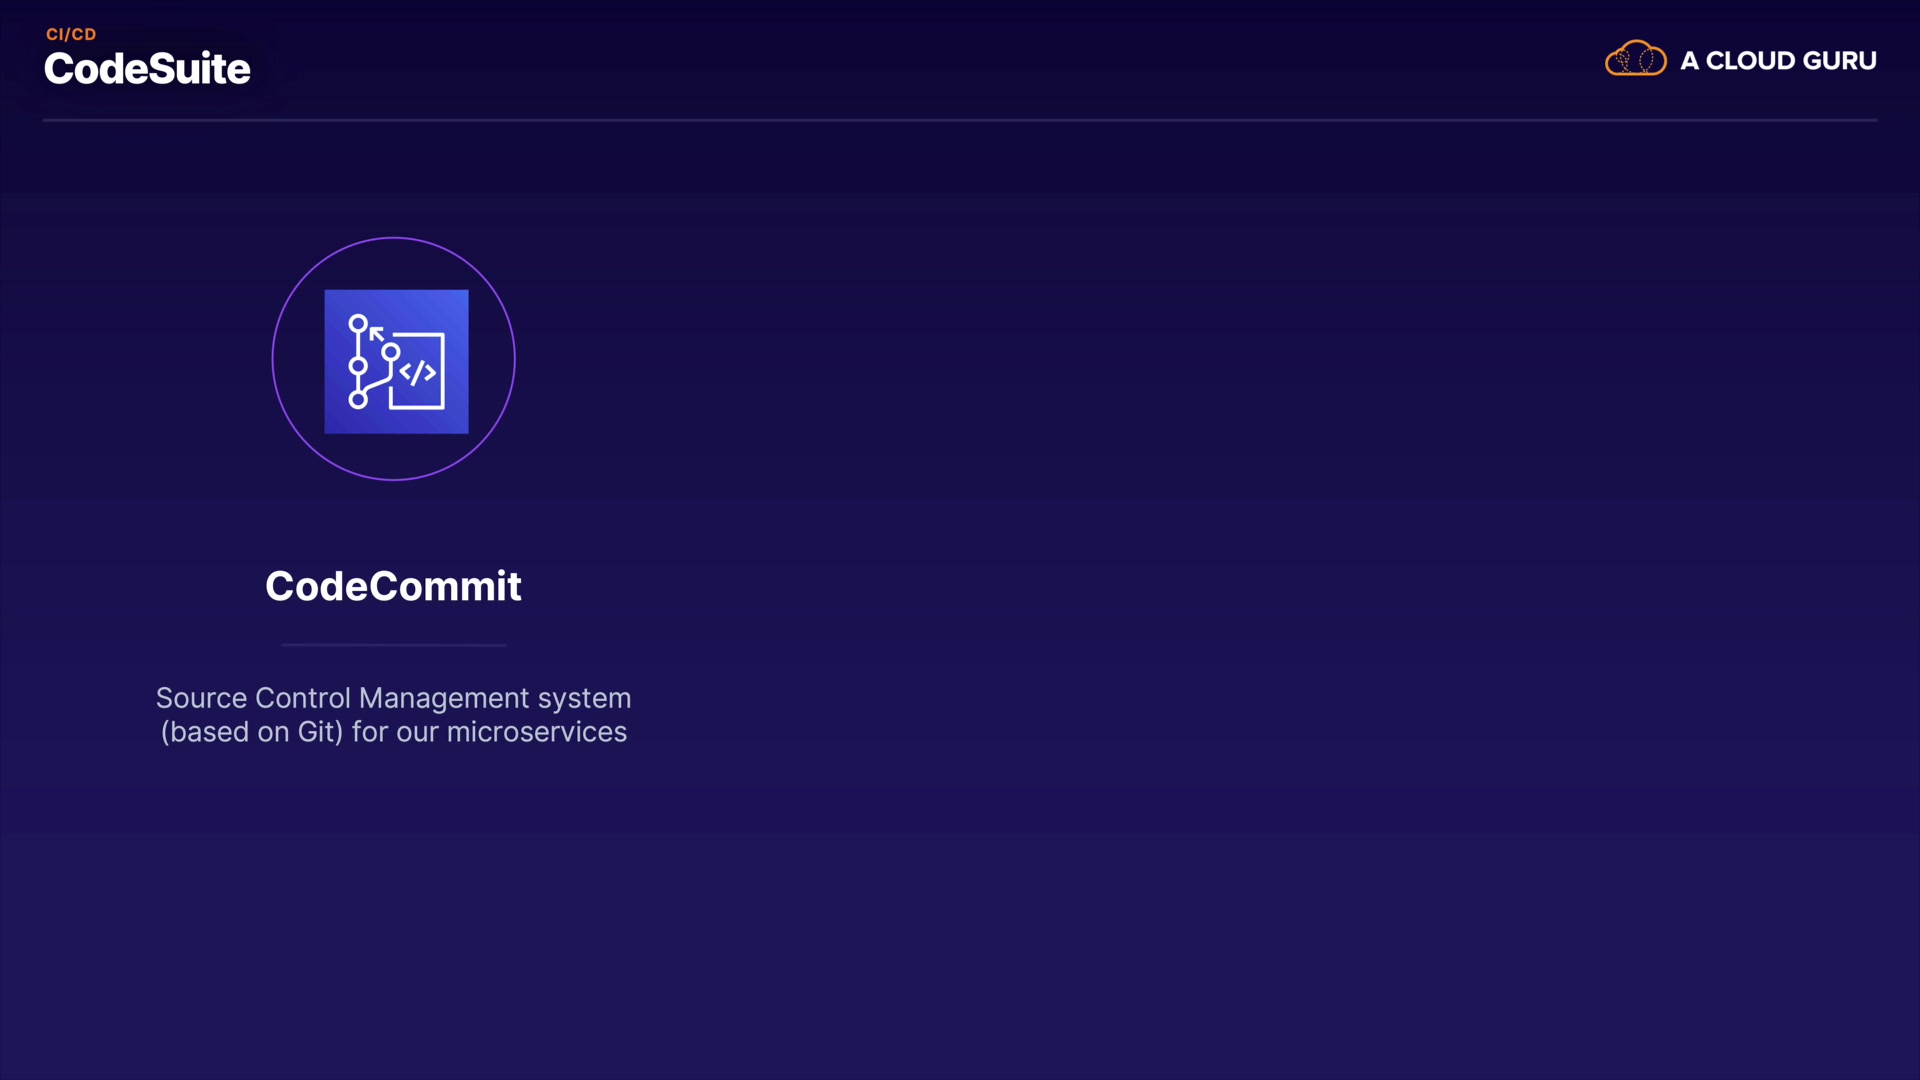 CI/CD
CodeSuite
A CLOUD GURU
</>
CodeCommit
Source Control Management system
(based on Git) for our microservices